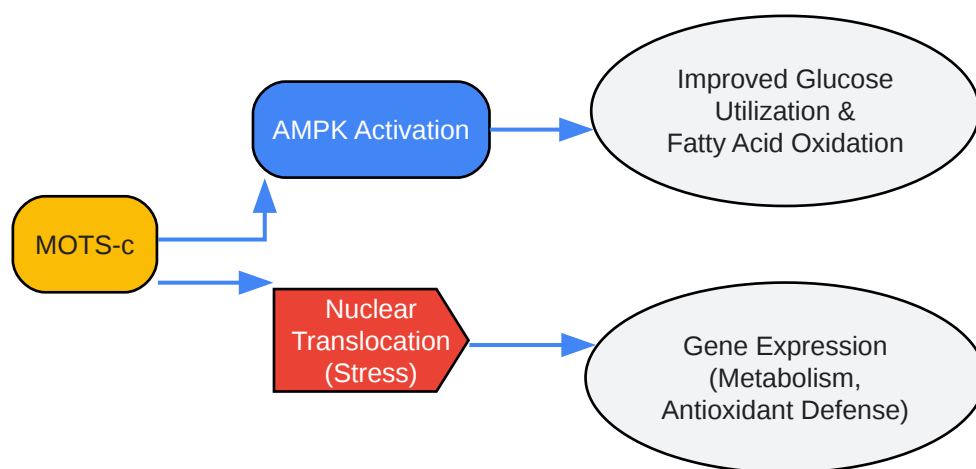 MOTS-c
AMPK Activation
Improved Glucose
Utilization &
Fatty Acid Oxidation
Nuclear
Translocation
(Stress)
Gene Expression
(Metabolism,
Antioxidant Defense)